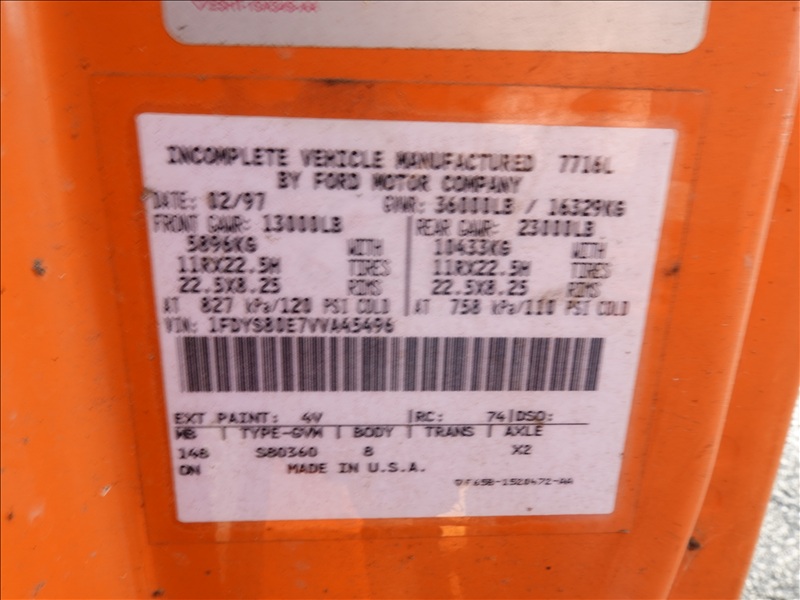 INCOMPLETE VEHICLE MANUFACTURED 7716L
BY FORD MOTOR COMPANY
DATE: 02/97 GVWR: 36000LB / 16329KG
FRONT GAWR: 13000LB REAR GAWR: 23000LB
5896KG WITH 10433KG WITH
11RX22.5H TIRES 11RX22.5H TIRES
22.5X8.25 RIMS 22.5X8.25 RIMS
AT 827 kPa/120 PSI COLD AT 758 kPa/110 PSI COLD
VIN: 1FDYS80E7VVA45496
EXT PAINT: 4V RC: 74 DSO:
WB TYPE-GVW BODY TRANS AXLE
148 S80360 8 X2
ON MADE IN U.S.A.